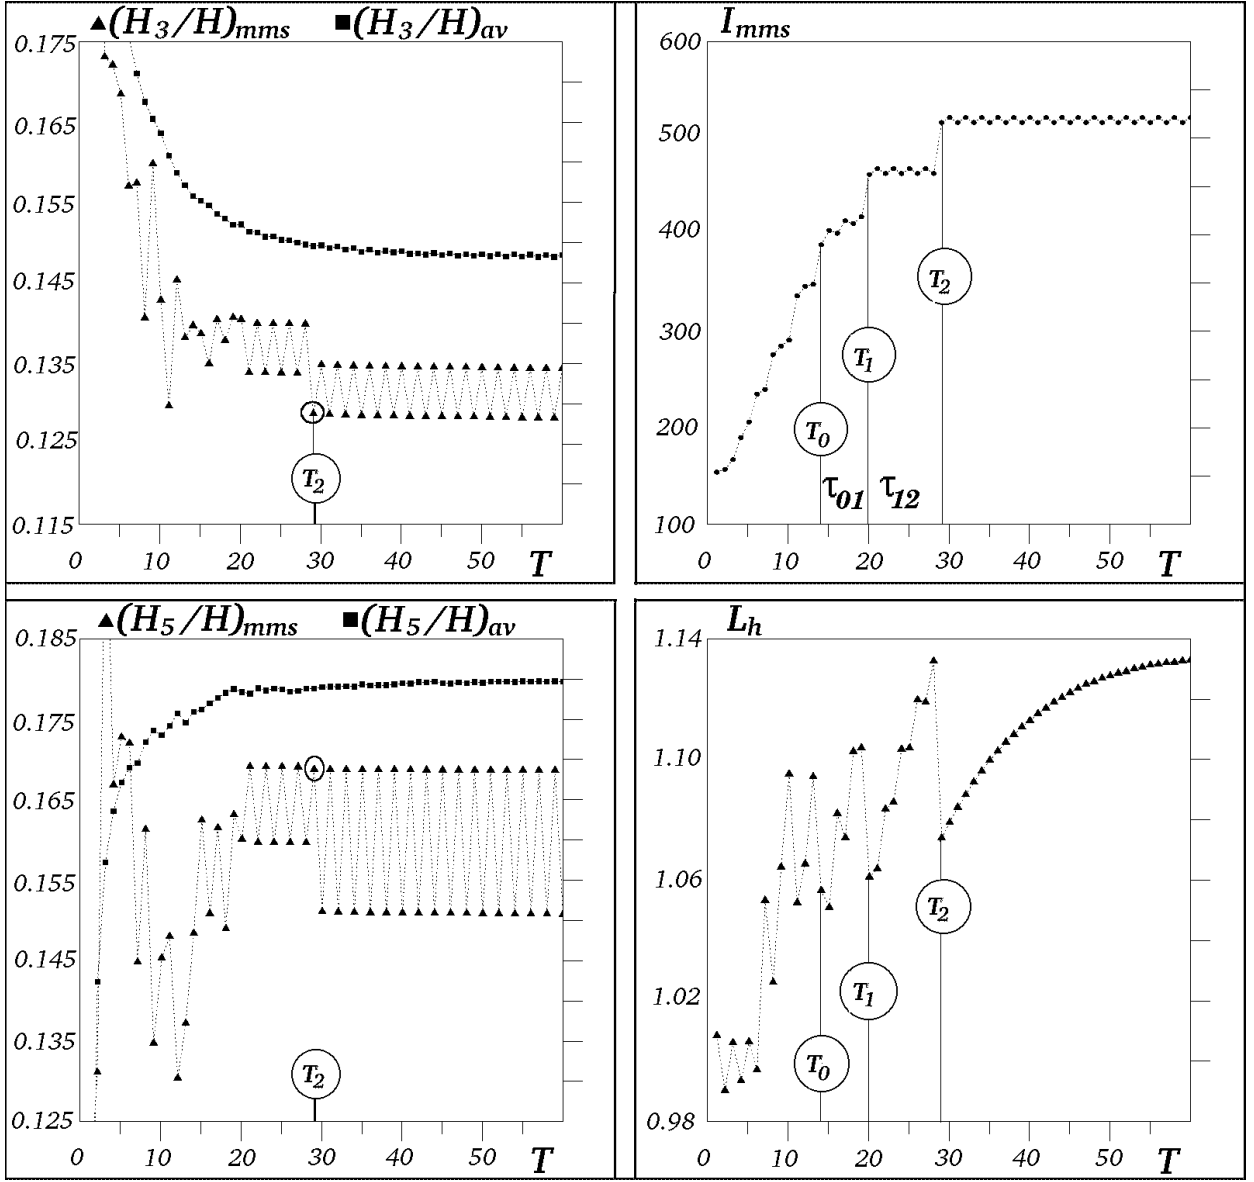 ▲(H3/H)mms ■(H3/H)av
0.175
0.165
0.155
0.145
0.135
0.125
0.115
T2
0 10 20 30 40 50 T
Imms
600
500
400
300
200
100
T2
T1
T0
τ01 τ12
0 10 20 30 40 50 T
▲(H5/H)mms ■(H5/H)av
0.185
0.175
0.165
0.155
0.145
0.135
0.125
T2
0 10 20 30 40 50 T
Lh
1.14
1.10
1.06
1.02
0.98
T2
T1
T0
0 10 20 30 40 50 T